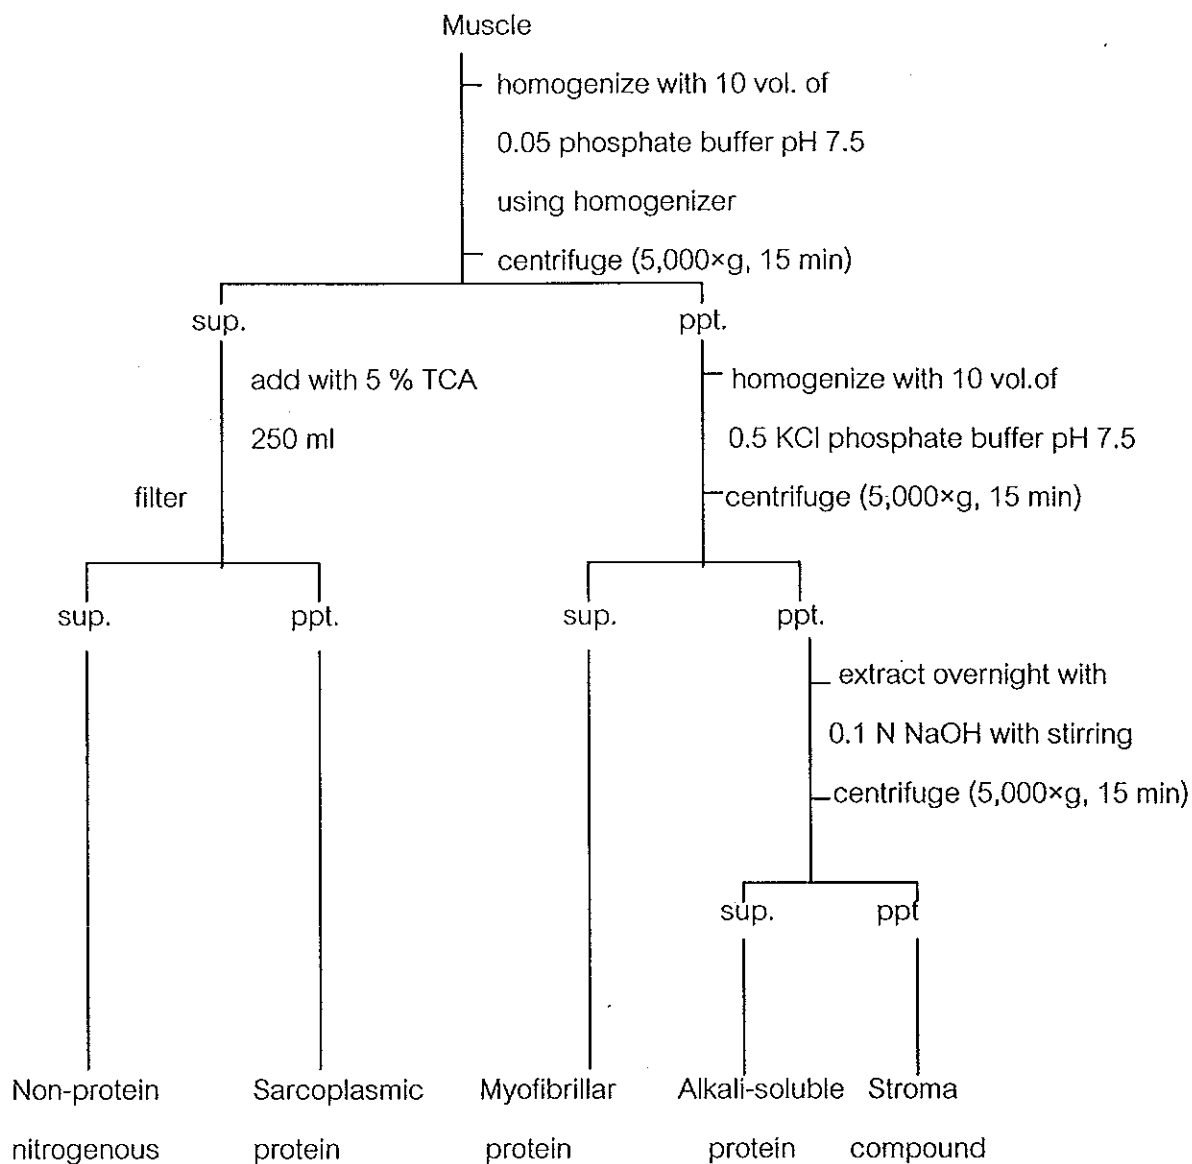 Muscle
homogenize with 10 vol. of
0.05 phosphate buffer pH 7.5
using homogenizer
centrifuge (5,000×g, 15 min)
sup.
ppt.
add with 5 % TCA
250 ml
filter
homogenize with 10 vol.of
0.5 KCl phosphate buffer pH 7.5
centrifuge (5,000×g, 15 min)
sup.
ppt.
sup.
ppt.
extract overnight with
0.1 N NaOH with stirring
centrifuge (5,000×g, 15 min)
sup.
ppt
Non-protein
nitrogenous
Sarcoplasmic
protein
Myofibrillar
protein
Alkali-soluble
protein
Stroma
compound